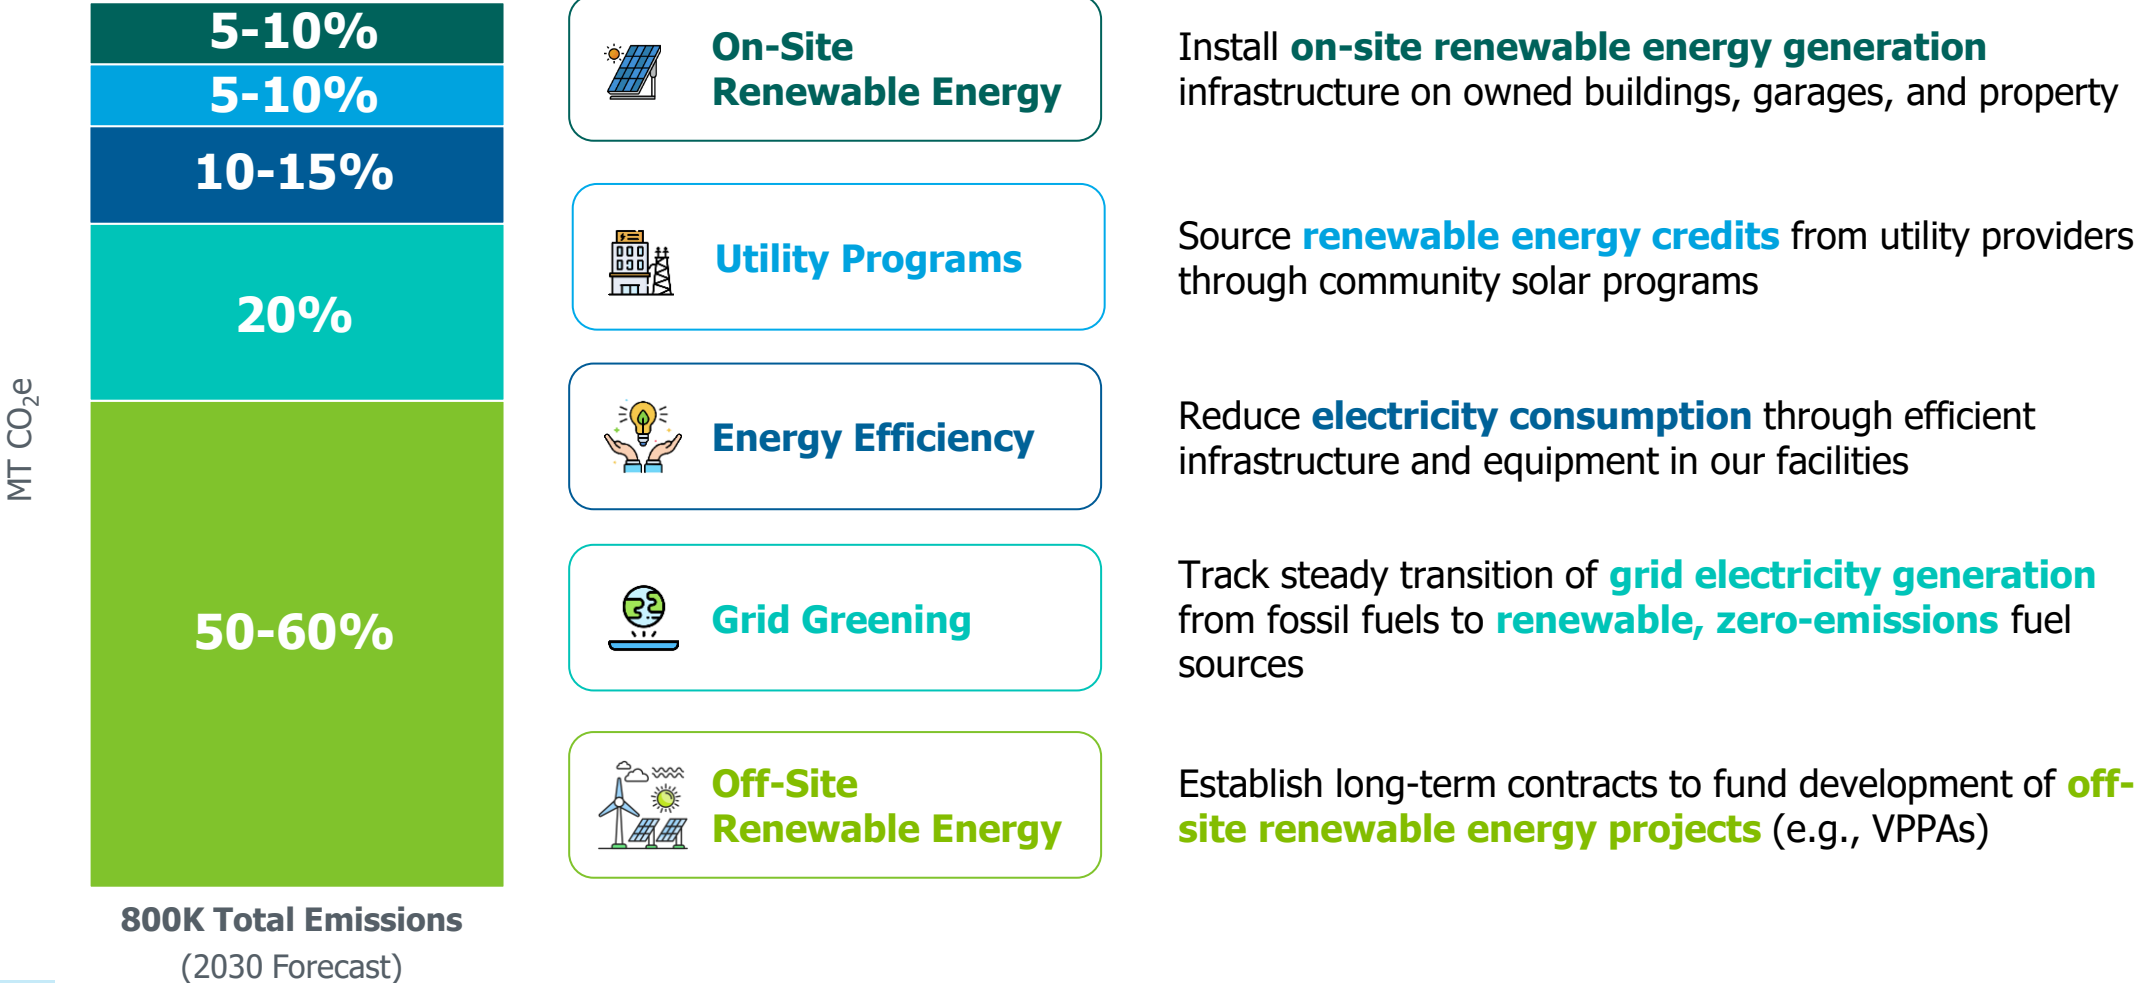 MT CO₂e
5-10%
5-10%
10-15%
20%
50-60%
800K Total Emissions
(2030 Forecast)
On-Site
Renewable Energy
Install on-site renewable energy generation
infrastructure on owned buildings, garages, and property
Utility Programs
Source renewable energy credits from utility providers
through community solar programs
Energy Efficiency
Reduce electricity consumption through efficient
infrastructure and equipment in our facilities
Grid Greening
Track steady transition of grid electricity generation
from fossil fuels to renewable, zero-emissions fuel
sources
Off-Site
Renewable Energy
Establish long-term contracts to fund development of off-
site renewable energy projects (e.g., VPPAs)